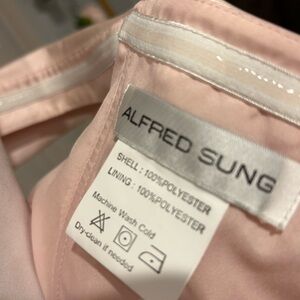 ALFRED SUNG
SHELL : 100%POLYESTER
LINING : 100%POLYESTER
Machine Wash Cold
Dry-clean if needed